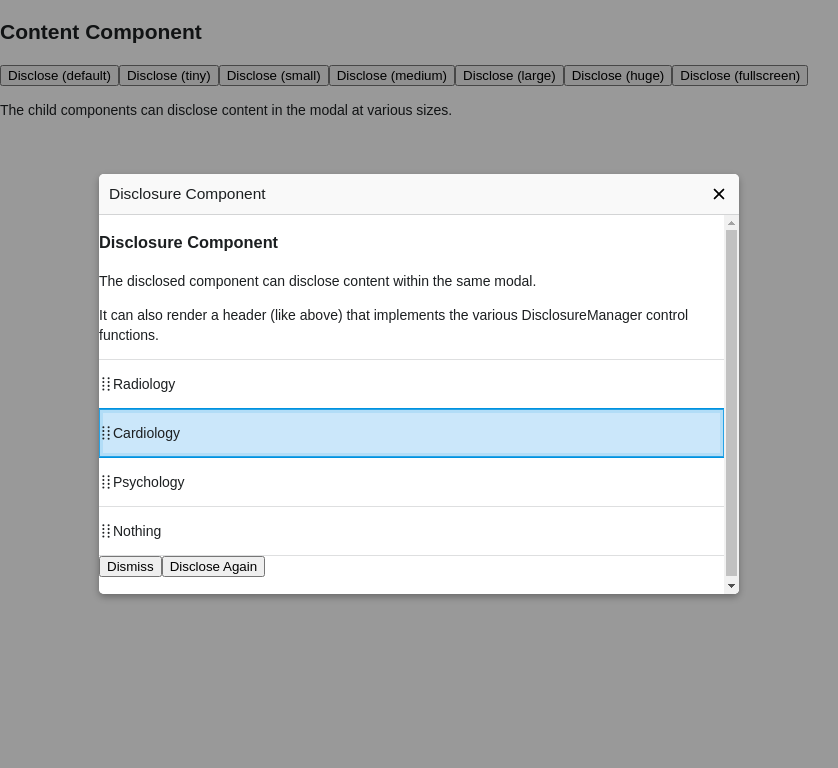 Content Component
Disclose (default) Disclose (tiny) Disclose (small) Disclose (medium) Disclose (large) Disclose (huge) Disclose (fullscreen)
The child components can disclose content in the modal at various sizes.
Disclosure Component
Disclosure Component
The disclosed component can disclose content within the same modal.
It can also render a header (like above) that implements the various DisclosureManager control
functions.
Radiology
Cardiology
Psychology
Nothing
Dismiss Disclose Again